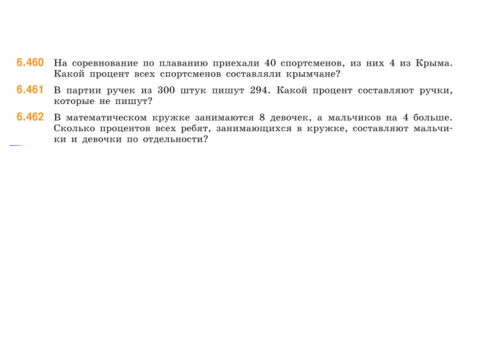 6.460 На соревнование по плаванию приехали 40 спортсменов, из них 4 из Крыма.
Какой процент всех спортсменов составляли крымчане?
6.461 В партии ручек из 300 штук пишут 294. Какой процент составляют ручки,
которые не пишут?
6.462 В математическом кружке занимаются 8 девочек, а мальчиков на 4 больше.
Сколько процентов всех ребят, занимающихся в кружке, составляют мальчи-
ки и девочки по отдельности?